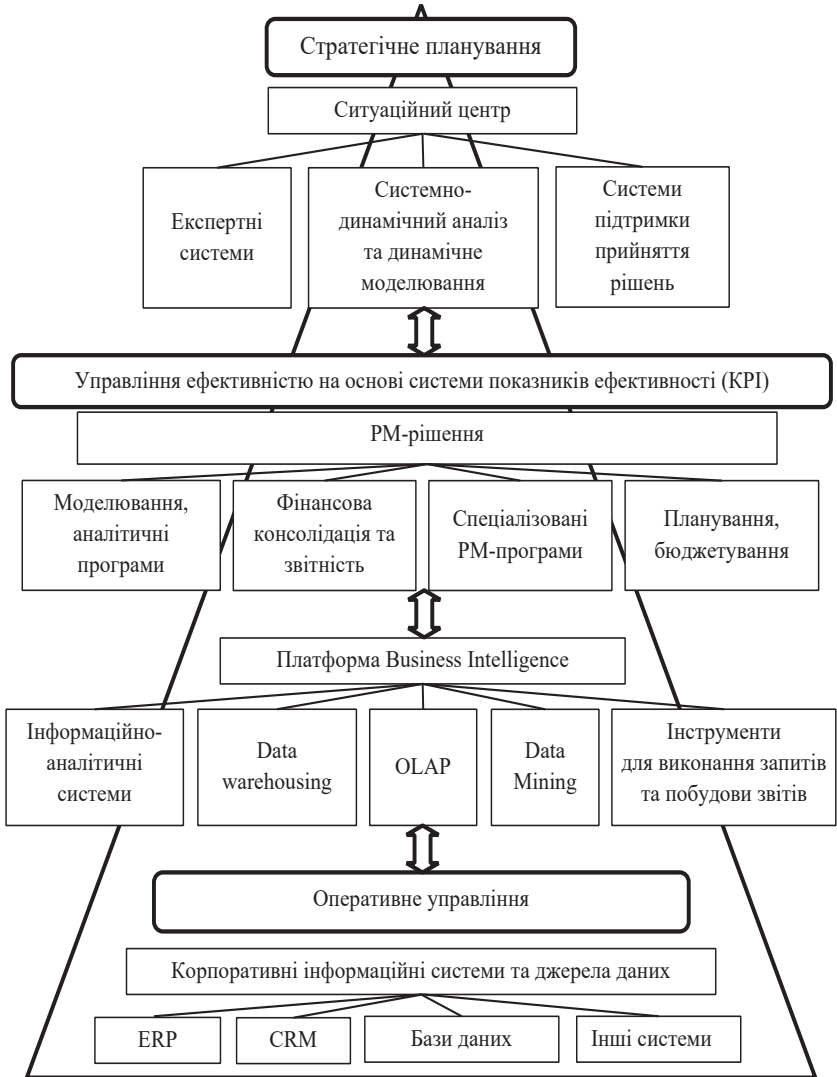 Стратегічне планування
Ситуаційний центр
Експертні
системи
Системно-
динамічний аналіз
та динамічне
моделювання
Системи
підтримки
прийняття
рішень
Управління ефективністю на основі системи показників ефективності (KPI)
PM-рішення
Моделювання,
аналітичні
програми
Фінансова
консолідація та
звітність
Спеціалізовані
PM-програми
Планування,
бюджетування
Платформа Business Intelligence
Інформаційно-
аналітичні
системи
Data
warehousing
OLAP
Data
Mining
Інструменти
для виконання запитів
та побудови звітів
Оперативне управління
Корпоративні інформаційні системи та джерела даних
ERP
CRM
Бази даних
Інші системи